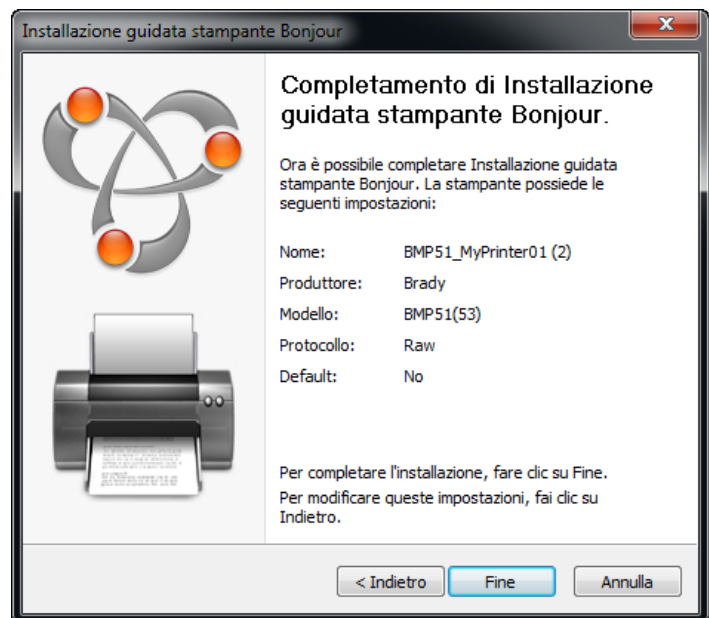 Installazione guidata stampante Bonjour
Completamento di Installazione
guidata stampante Bonjour.
Ora è possibile completare Installazione guidata
stampante Bonjour. La stampante possiede le
seguenti impostazioni:
Nome: BMP51_MyPrinter01 (2)
Produttore: Brady
Modello: BMP51(53)
Protocollo: Raw
Default: No
Per completare l'installazione, fare clic su Fine.
Per modificare queste impostazioni, fai clic su
Indietro.
< Indietro Fine Annulla